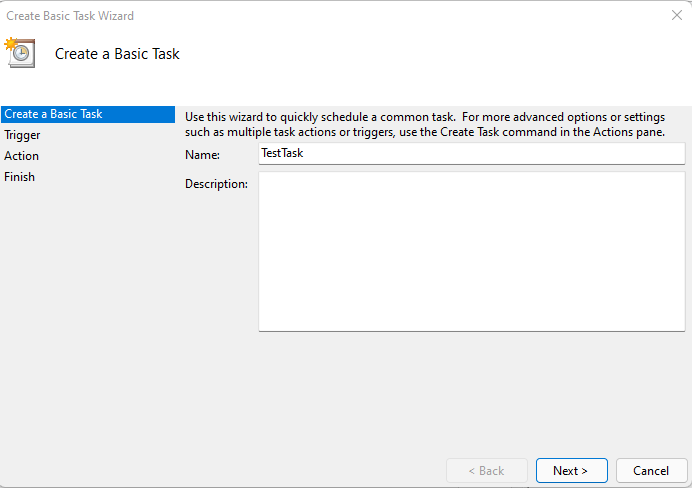 Create Basic Task Wizard
Create a Basic Task
Create a Basic Task
Trigger
Action
Finish
Use this wizard to quickly schedule a common task.  For more advanced options or settings
such as multiple task actions or triggers, use the Create Task command in the Actions pane.
Name:
TestTask
Description:
< Back
Next >
Cancel